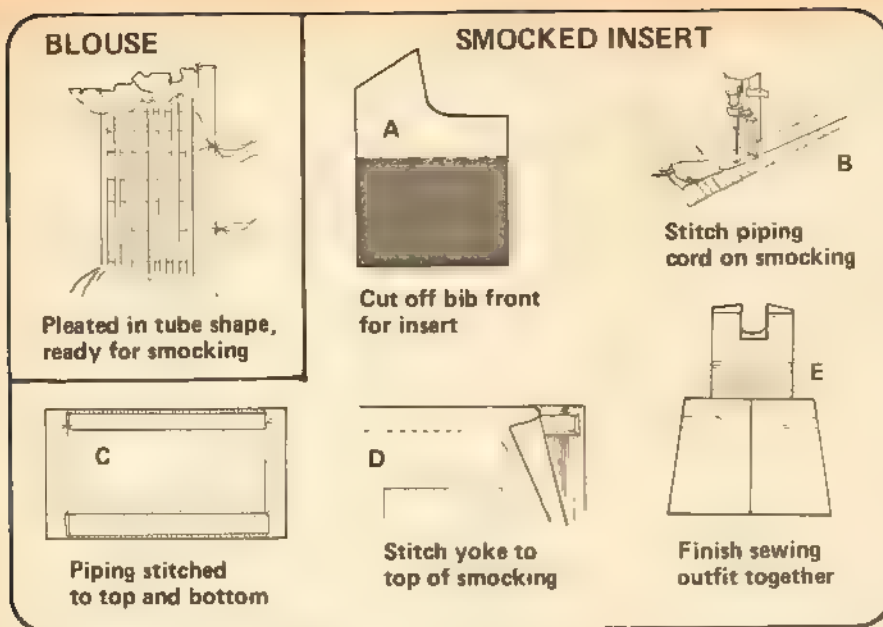 BLOUSE
Pleated in tube shape,
ready for smocking
SMOCKED INSERT
A
Cut off bib front
for insert
B
Stitch piping
cord on smocking
C
Piping stitched
to top and bottom
D
Stitch yoke to
top of smocking
E
Finish sewing
outfit together